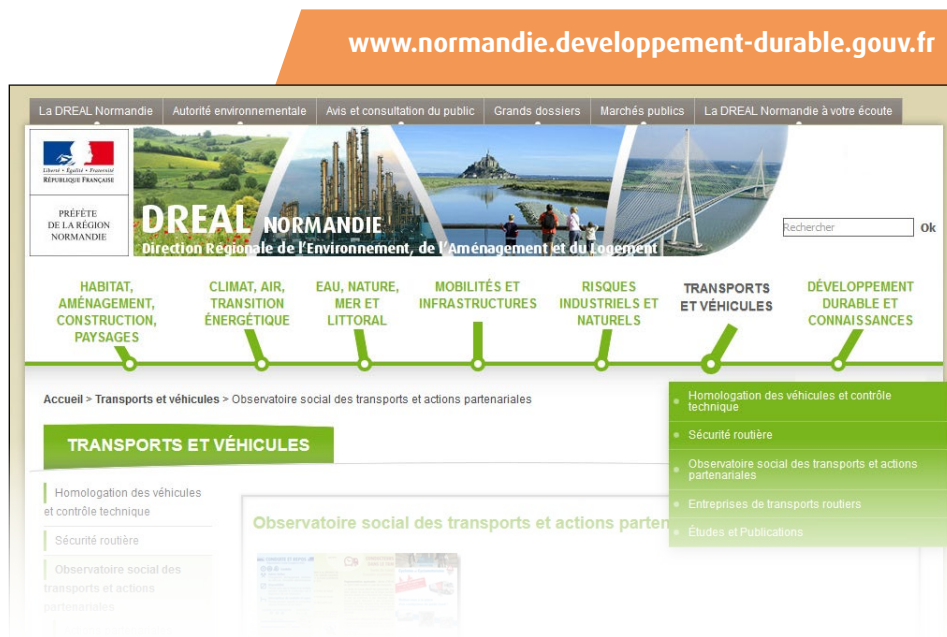 www.normandie.developpement-durable.gouv.fr
La DREAL Normandie Autorité environnementale Avis et consultation du public Grands dossiers Marchés publics La DREAL Normandie à votre écoute
Liberté • Égalité • Fraternité
RÉPUBLIQUE FRANÇAISE
PRÉFÈTE
DE LA RÉGION
NORMANDIE
DREAL NORMANDIE
Direction Régionale de l'Environnement, de l'Aménagement et du Logement
Rechercher Ok
HABITAT,
AMÉNAGEMENT,
CONSTRUCTION,
PAYSAGES
CLIMAT, AIR,
TRANSITION
ÉNERGÉTIQUE
EAU, NATURE,
MER ET
LITTORAL
MOBILITÉS ET
INFRASTRUCTURES
RISQUES
INDUSTRIELS ET
NATURELS
TRANSPORTS
ET VÉHICULES
DÉVELOPPEMENT
DURABLE ET
CONNAISSANCES
Accueil > Transports et véhicules > Observatoire social des transports et actions partenariales
Homologation des véhicules et contrôle
technique
Sécurité routière
Observatoire social des transports et actions
partenariales
Entreprises de transports routiers
Études et Publications
TRANSPORTS ET VÉHICULES
Homologation des véhicules
et contrôle technique
Sécurité routière
Observatoire social des
transports et actions
partenariales
Observatoire social des transports et actions parten